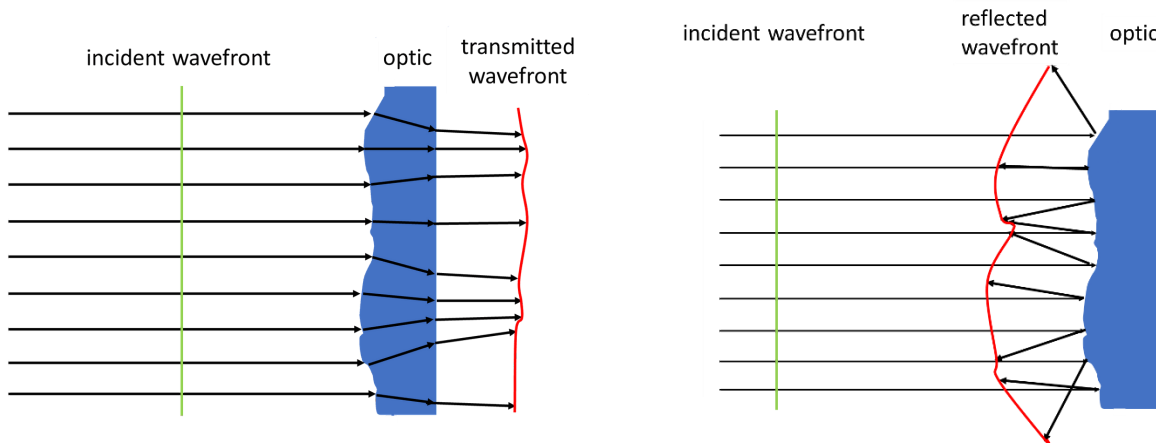 incident wavefront
optic
transmitted
wavefront
incident wavefront
reflected
wavefront
optic